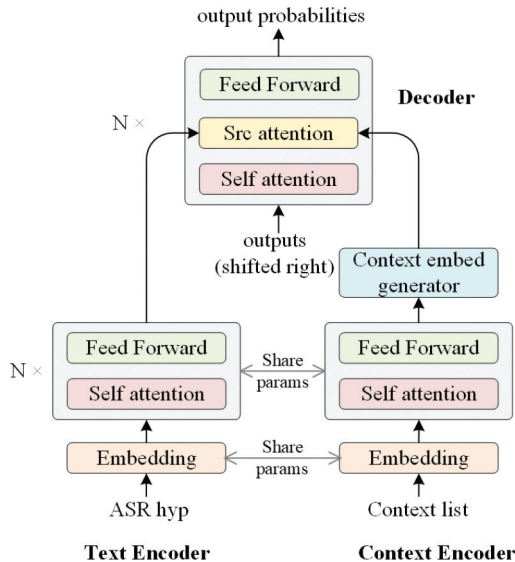 output probabilities
Feed Forward
Decoder
N ×
Src attention
Self attention
outputs
(shifted right)
Context embed
generator
Feed Forward
Feed Forward
N ×
Share
params
Self attention
Self attention
Embedding
Share
params
Embedding
ASR hyp
Context list
Text Encoder
Context Encoder